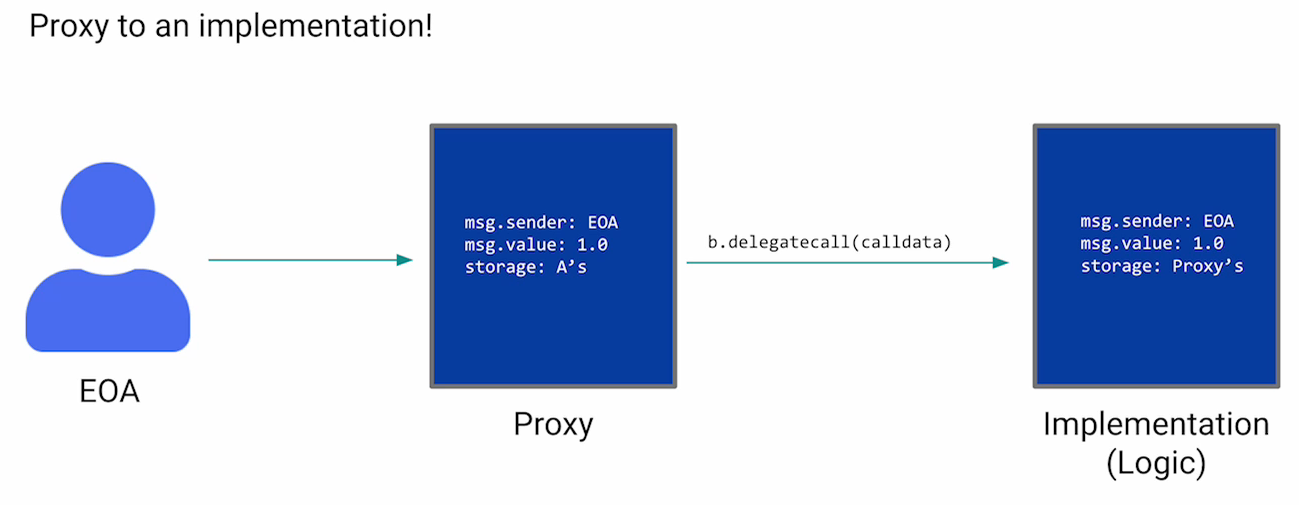 Proxy to an implementation!
msg.sender: EOA
msg.value: 1.0
storage: A’s
b.delegatecall(calldata)
msg.sender: EOA
msg.value: 1.0
storage: Proxy’s
EOA
Proxy
Implementation
(Logic)